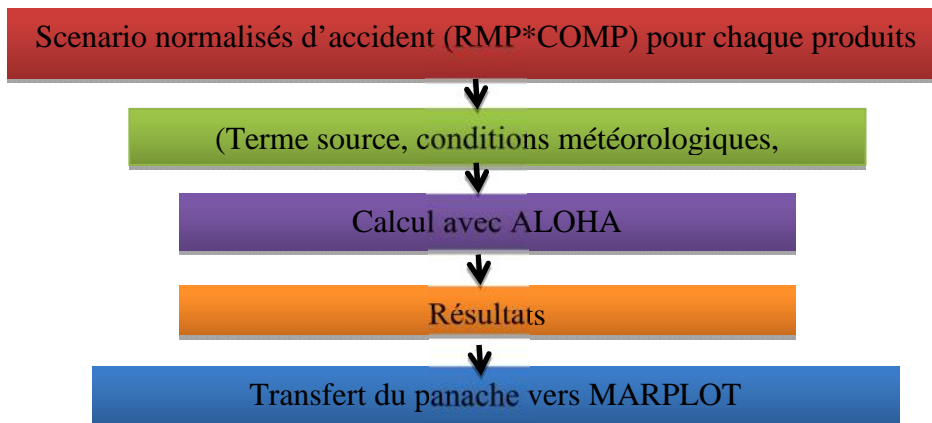 Scenario normalisés d’accident (RMP*COMP) pour chaque produits
(Terme source, conditions météorologiques,
Calcul avec ALOHA
Résultats
Transfert du panache vers MARPLOT